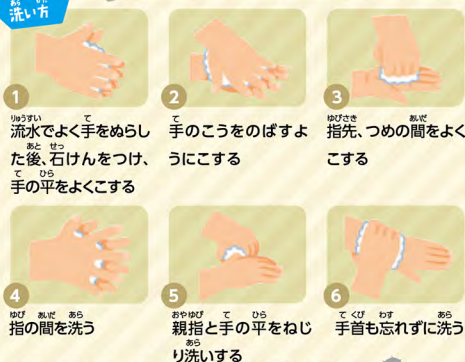 洗い方
1
流水でよく手をぬらし
た後、石けんをつけ、
手の平をよくこする
2
手のこうをのばすよ
うにこする
3
指先、つめの間をよく
こする
4
指の間を洗う
5
親指と手の平をねじ
り洗いする
6
手首も忘れずに洗う